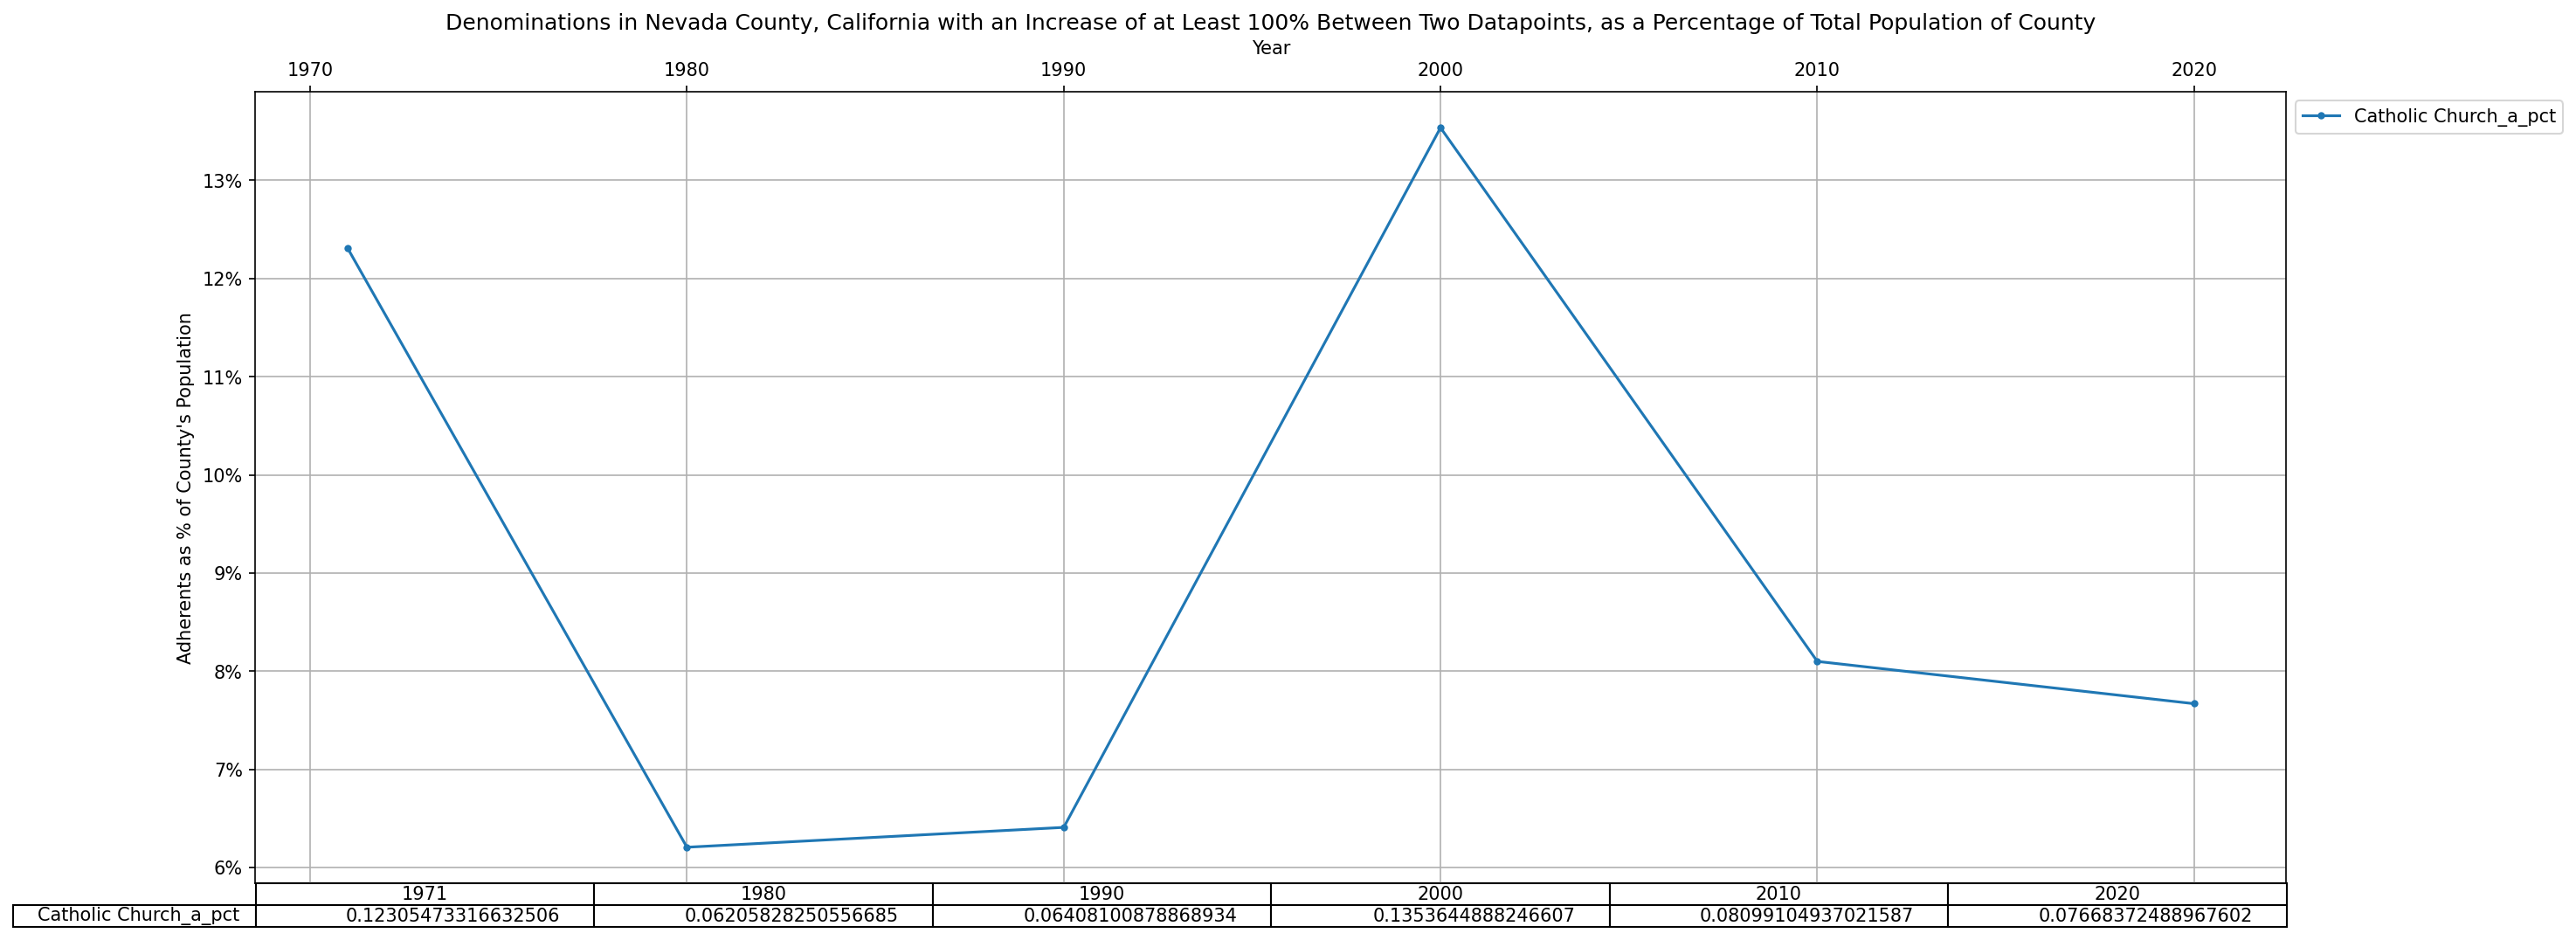 Denominations in Nevada County, California with an Increase of at Least 100% Between Two Datapoints, as a Percentage of Total Population of County
Year
1970 1980 1990 2000 2010 2020
Catholic Church_a_pct
13%
12%
11%
10%
9%
8%
7%
6%
Adherents as % of County's Population
1971 1980 1990 2000 2010 2020
Catholic Church_a_pct 0.12305473316632506 0.06205828250556685 0.06408100878868934 0.1353644888246607 0.08099104937021587 0.07668372488967602